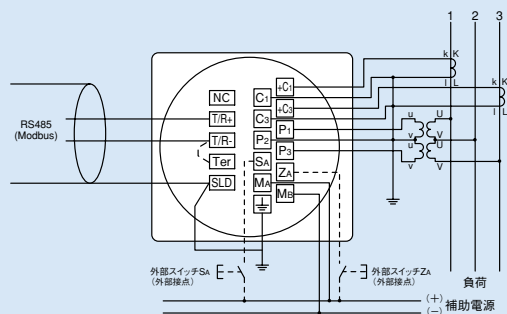 1 2 3
k K
l L
k K
l L
+C1
C1
+C3
C3
P1
P2
P3
SA
ZA
MA
MB
NC
T/R+
T/R-
Ter
SLD
RS485
(Modbus)
u U
v V
u U
v V
外部スイッチSA
(外部接点)
外部スイッチZA
(外部接点)
負荷
(+)
(−)
補助電源